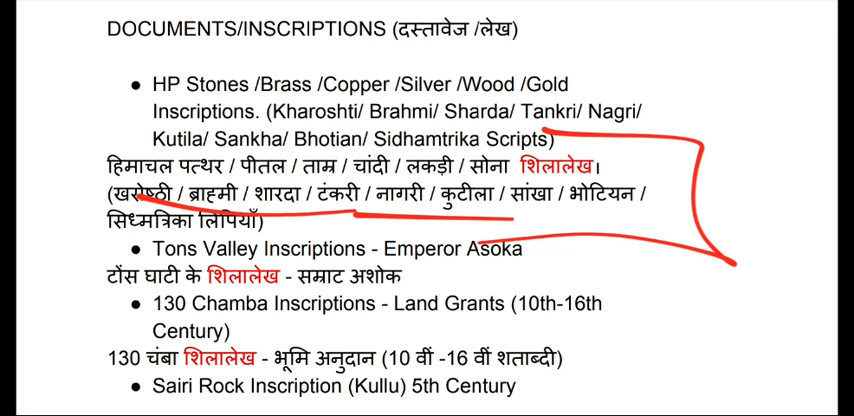 DOCUMENTS/INSCRIPTIONS (दस्तावेज /लेख)
● HP Stones /Brass /Copper /Silver /Wood /Gold
Inscriptions. (Kharoshti/ Brahmi/ Sharda/ Tankri/ Nagri/
Kutila/ Sankha/ Bhotian/ Sidhamtrika Scripts)
हिमाचल पत्थर / पीतल / ताम्र / चांदी / लकड़ी / सोना शिलालेख।
(खरोष्ठी / ब्राह्मी / शारदा / टंकरी / नागरी / कुटीला / सांखा / भोटियन /
सिध्मत्रिका लिपियाँ)
● Tons Valley Inscriptions - Emperor Asoka
टोंस घाटी के शिलालेख - सम्राट अशोक
● 130 Chamba Inscriptions - Land Grants (10th-16th
Century)
130 चंबा शिलालेख - भूमि अनुदान (10 वीं -16 वीं शताब्दी)
● Sairi Rock Inscription (Kullu) 5th Century